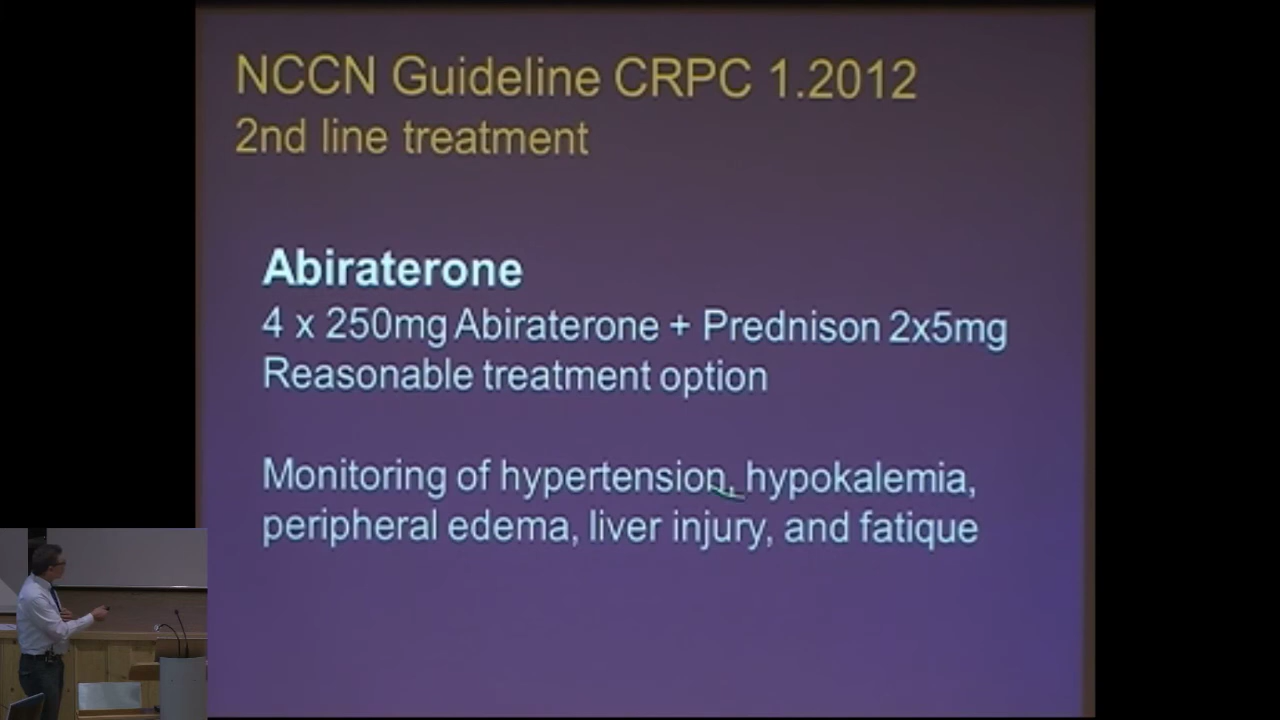 NCCN Guideline CRPC 1.2012
2nd line treatment
Abiraterone
4 x 250mg Abiraterone + Prednison 2x5mg
Reasonable treatment option
Monitoring of hypertension, hypokalemia,
peripheral edema, liver injury, and fatique